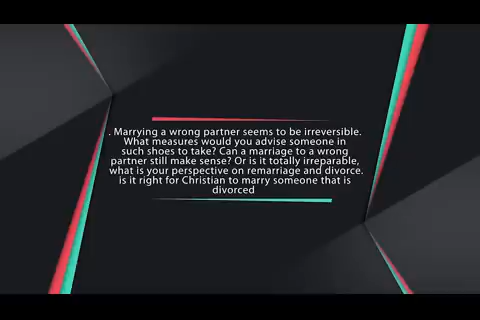 . Marrying a wrong partner seems to be irreversible.
What measures would you advise someone in
such shoes to take? Can a marriage to a wrong
partner still make sense? Or is it totally irreparable,
what is your perspective on remarriage and divorce.
is it right for Christian to marry someone that is
divorced